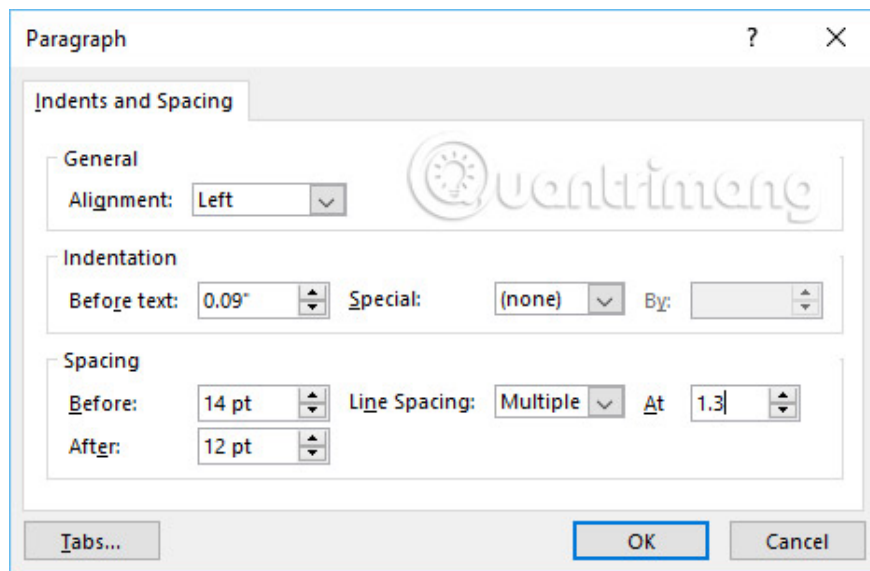 Paragraph ?
Indents and Spacing
General
Quantrimang
Alignment: Left
Indentation
Before text: 0.09" Special: (none) By:
Spacing
Before: 14 pt Line Spacing: Multiple At 1.3
After: 12 pt
Tabs... OK Cancel